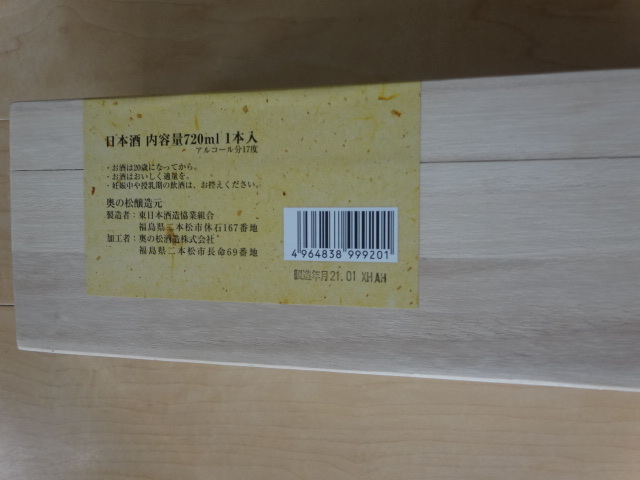 日本酒 内容量720ml 1本入
アルコール分17度
・お酒は20歳になってから。
・お酒はおいしく適量を。
・妊娠中や授乳期の飲酒は、お控えください。
奥の松醸造元
製造者：東日本酒造協業組合
福島県二本松市休石167番地
加工者：奥の松酒造株式会社
福島県二本松市長命69番地
4 964838 999201
製造年月21.01 XH AH